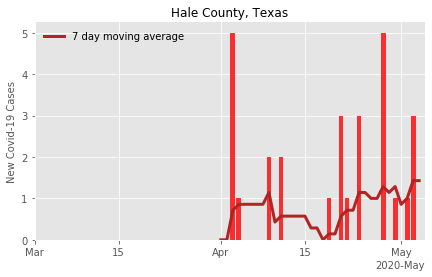 Hale County, Texas
7 day moving average
New Covid-19 Cases
5
4
3
2
1
0
Mar 15 Apr 15 May
2020-May